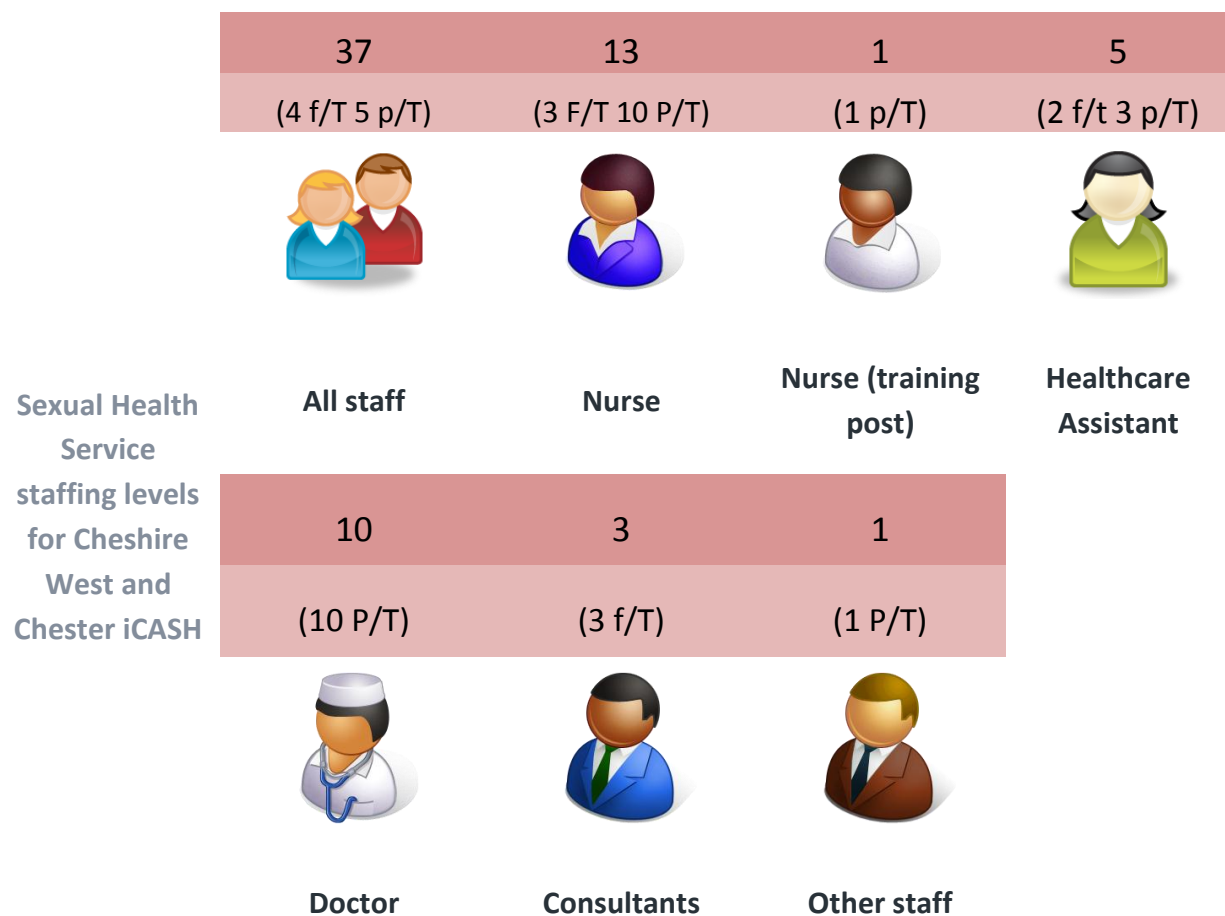 37 13 1 5
(4 f/T 5 p/T) (3 F/T 10 P/T) (1 p/T) (2 f/t 3 p/T)
All staff Nurse Nurse (training post) Healthcare Assistant
Sexual Health
Service
staffing levels
for Cheshire
West and
Chester iCASH
10 3 1
(10 P/T) (3 f/T) (1 P/T)
Doctor Consultants Other staff